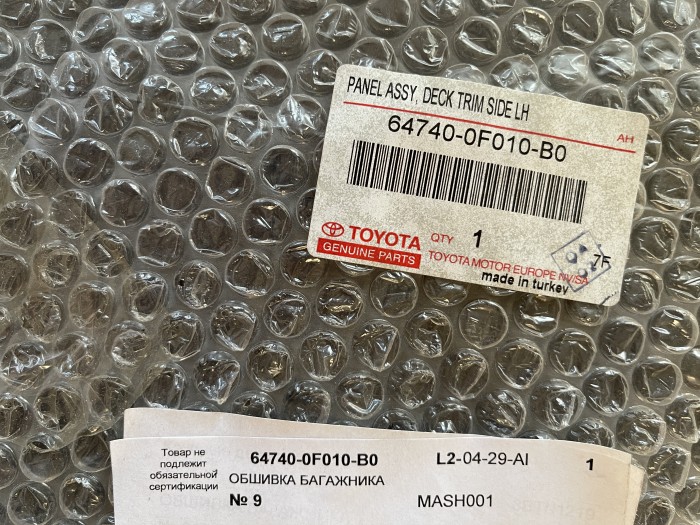 PANEL ASSY, DECK TRIM SIDE LH
AH
64740-0F010-B0
TOYOTA
GENUINE PARTS
QTY 1
7F
TOYOTA MOTOR EUROPE NV/SA
made in turkey
Товар не
подлежит
обязательной
сертификации
64740-0F010-B0 L2-04-29-AI 1
ОБШИВКА БАГАЖНИКА
№ 9 MASH001